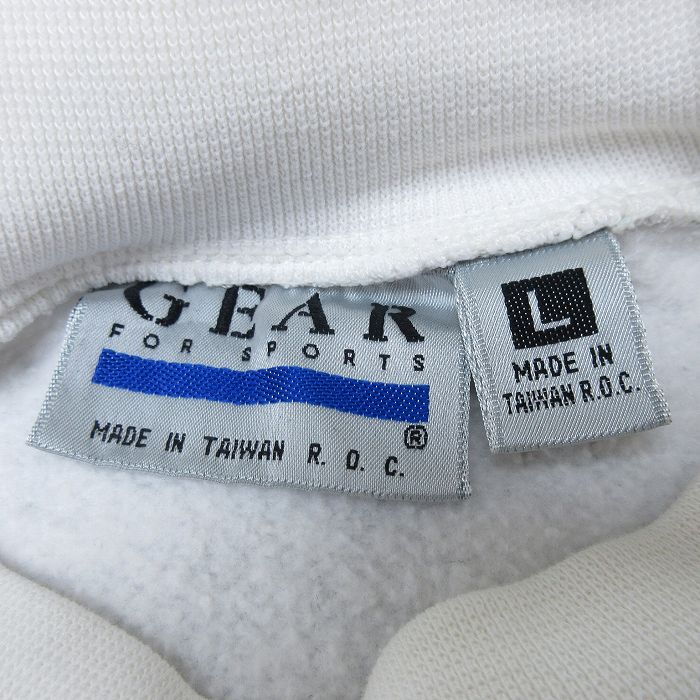 GEAR
FOR SPORTS
®
MADE IN TAIWAN R. O. C.
L
MADE IN
TAIWAN R.O.C.